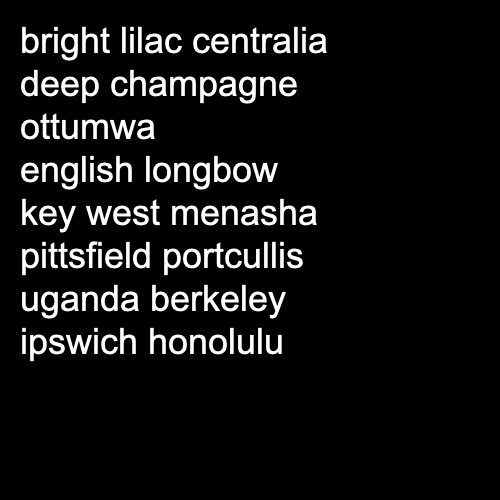 bright lilac centralia
deep champagne
ottumwa
english longbow
key west menasha
pittsfield portcullis
uganda berkeley
ipswich honolulu